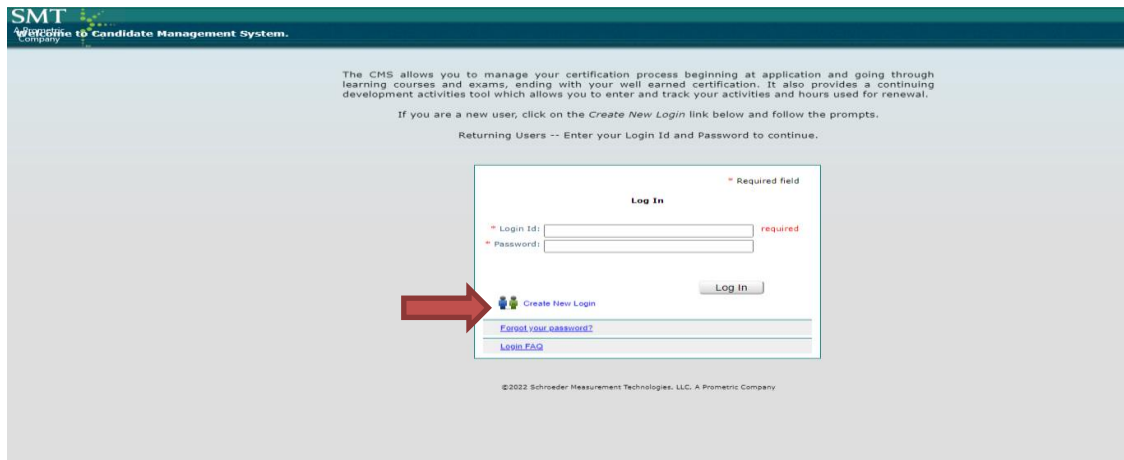 SMT
A Prometric
Company
Welcome to Candidate Management System.
The CMS allows you to manage your certification process beginning at application and going through
learning courses and exams, ending with your well earned certification. It also provides a continuing
development activities tool which allows you to enter and track your activities and hours used for renewal.
If you are a new user, click on the Create New Login link below and follow the prompts.
Returning Users -- Enter your Login Id and Password to continue.
* Required field
Log In
* Login Id: required
* Password:
Log In
Create New Login
Forgot your password?
Login FAQ
©2022 Schroeder Measurement Technologies, LLC, A Prometric Company